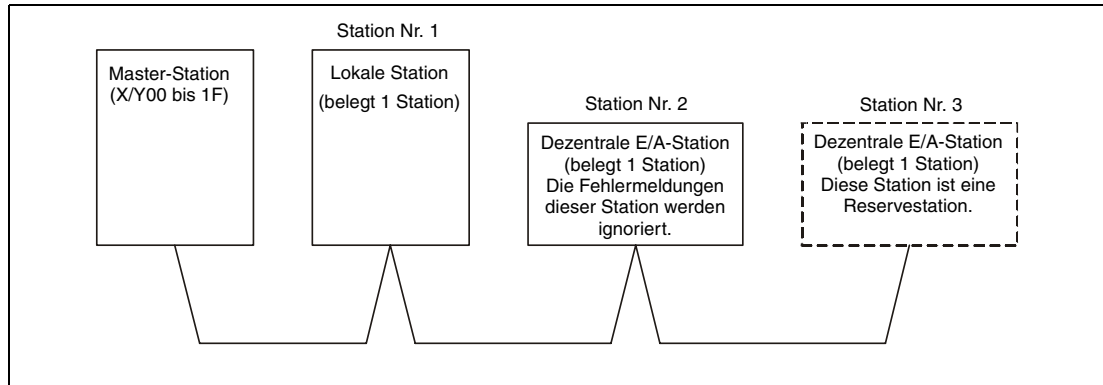 Master-Station
(X/Y00 bis 1F)
Station Nr. 1
Lokale Station
(belegt 1 Station)
Station Nr. 2
Dezentrale E/A-Station
(belegt 1 Station)
Die Fehlermeldungen
dieser Station werden
ignoriert.
Station Nr. 3
Dezentrale E/A-Station
(belegt 1 Station)
Diese Station ist eine
Reservestation.